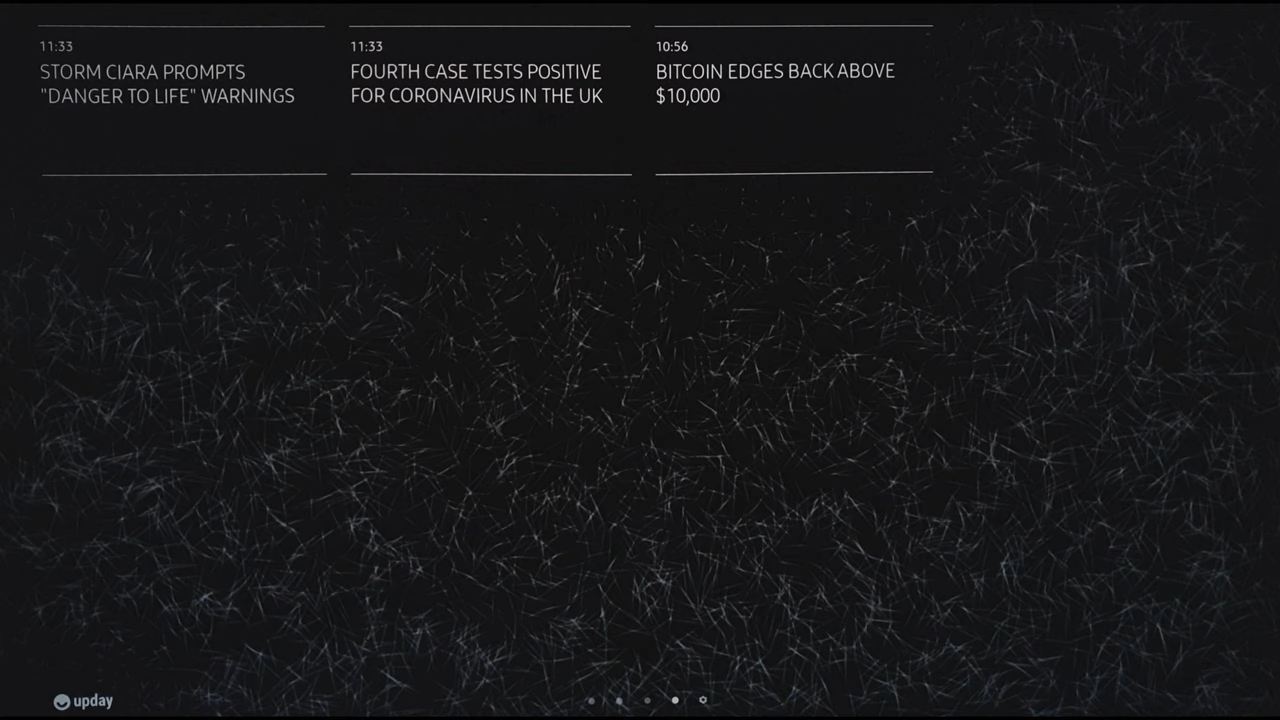 11:33
STORM CIARA PROMPTS
"DANGER TO LIFE" WARNINGS
11:33
FOURTH CASE TESTS POSITIVE
FOR CORONAVIRUS IN THE UK
10:56
BITCOIN EDGES BACK ABOVE
$10,000
upday